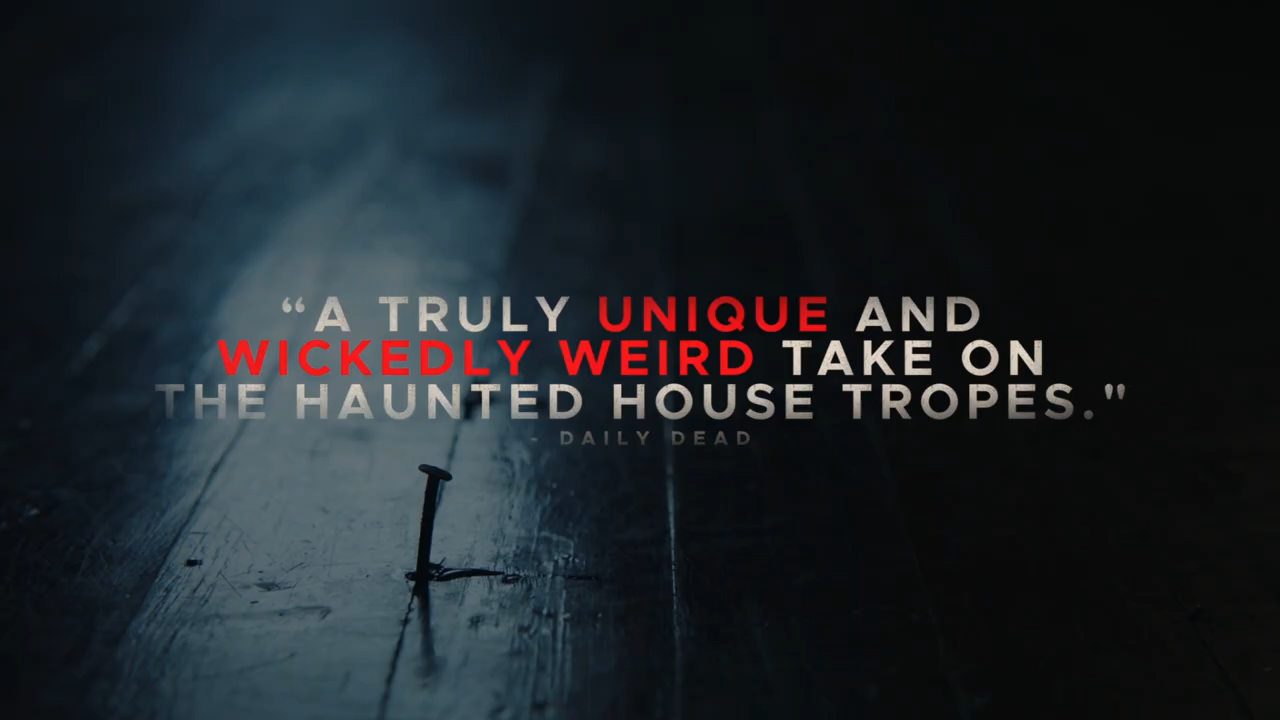 “A TRULY UNIQUE AND
WICKEDLY WEIRD TAKE ON
THE HAUNTED HOUSE TROPES."
- DAILY DEAD